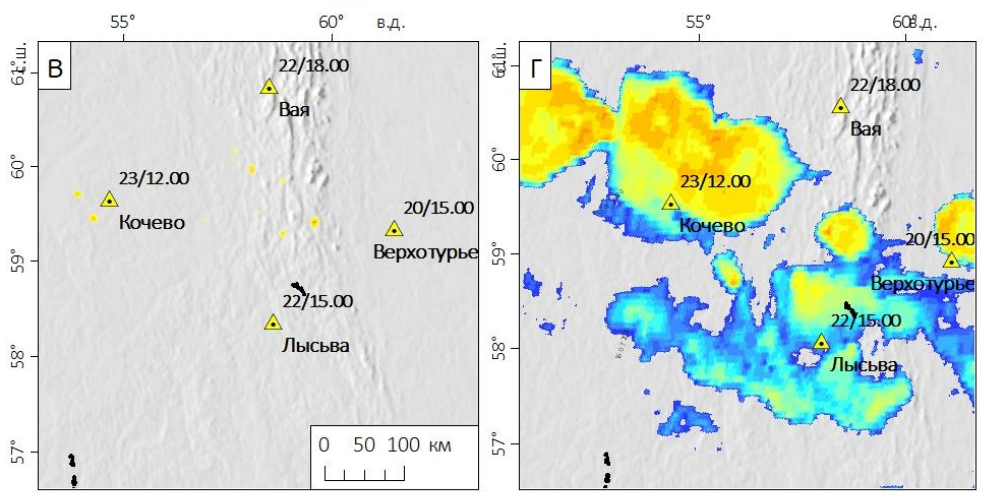 55° 60° в.д.
61° с.ш.
В
22/18.00
Вая
60°
23/12.00
Кочево
20/15.00
Верхотурье
59°
22/15.00
Лысьва
58°
57°
0 50 100 км
55° 60° в.д.
61° с.ш.
Г
22/18.00
Вая
60°
23/12.00
Кочево
59°
20/15.00
Верхотурье
22/15.00
58°
Лысьва
57°